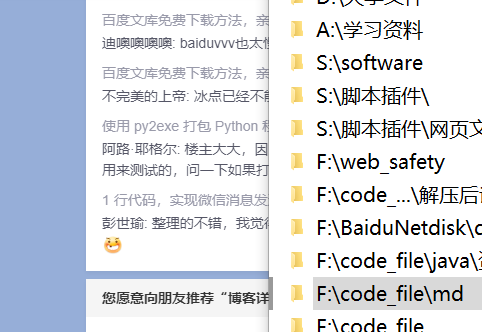 百度文库免费下载方法，亲
迪噢噢噢噢: baiduvvv也太
百度文库免费下载方法，亲
不完美的上帝: 冰点已经不能
使用 py2exe 打包 Python 程
阿路·耶格尔: 楼主大大，因
用来测试的，问一下如果打
1 行代码，实现微信消息发
彭世瑜: 整理的不错，我觉得
您愿意向朋友推荐“博客详
A:\学习资料
S:\software
S:\脚本插件\
S:\脚本插件\网页文
F:\web_safety
F:\code_...\解压后
F:\BaiduNetdisk\
F:\code_file\java\
F:\code_file\md
F:\code_file